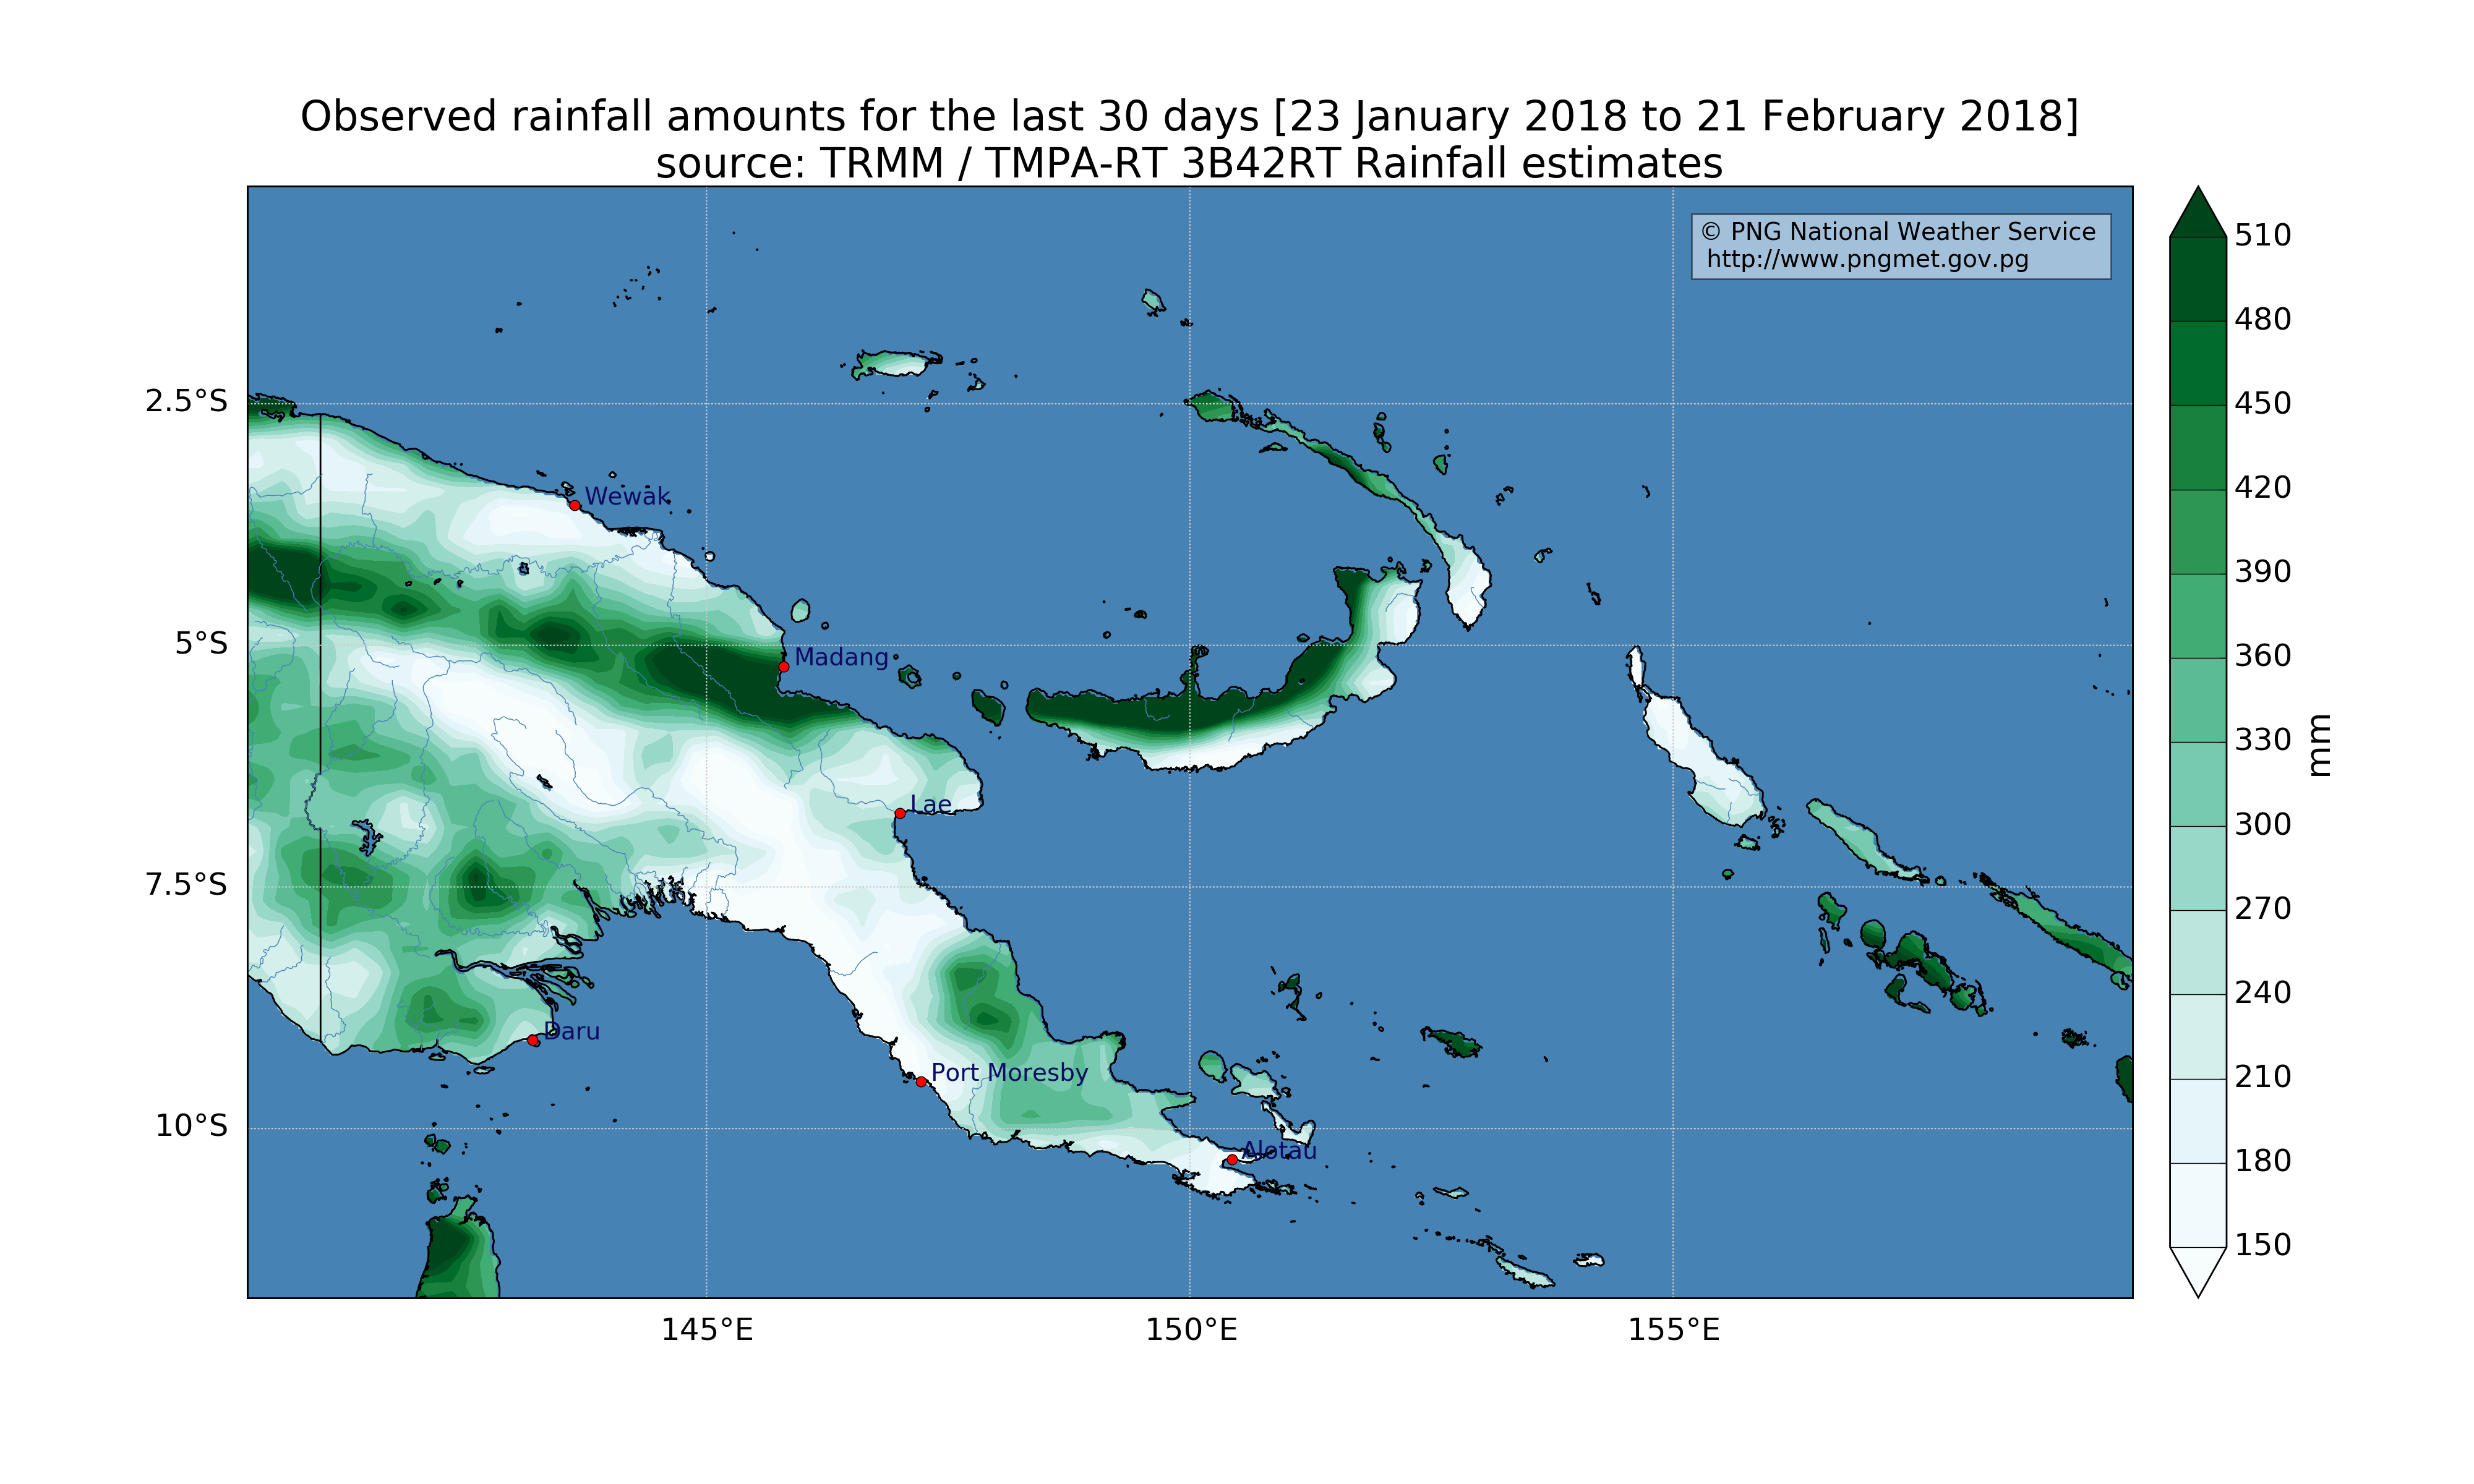 Observed rainfall amounts for the last 30 days [23 January 2018 to 21 February 2018]
source: TRMM / TMPA-RT 3B42RT Rainfall estimates
© PNG National Weather Service
http://www.pngmet.gov.pg
510
480
450
420
390
360
330
300
270
240
210
180
150
mm
2.5°S
5°S
7.5°S
10°S
Wewak
Madang
Lae
Daru
Port Moresby
Alotau
145°E
150°E
155°E